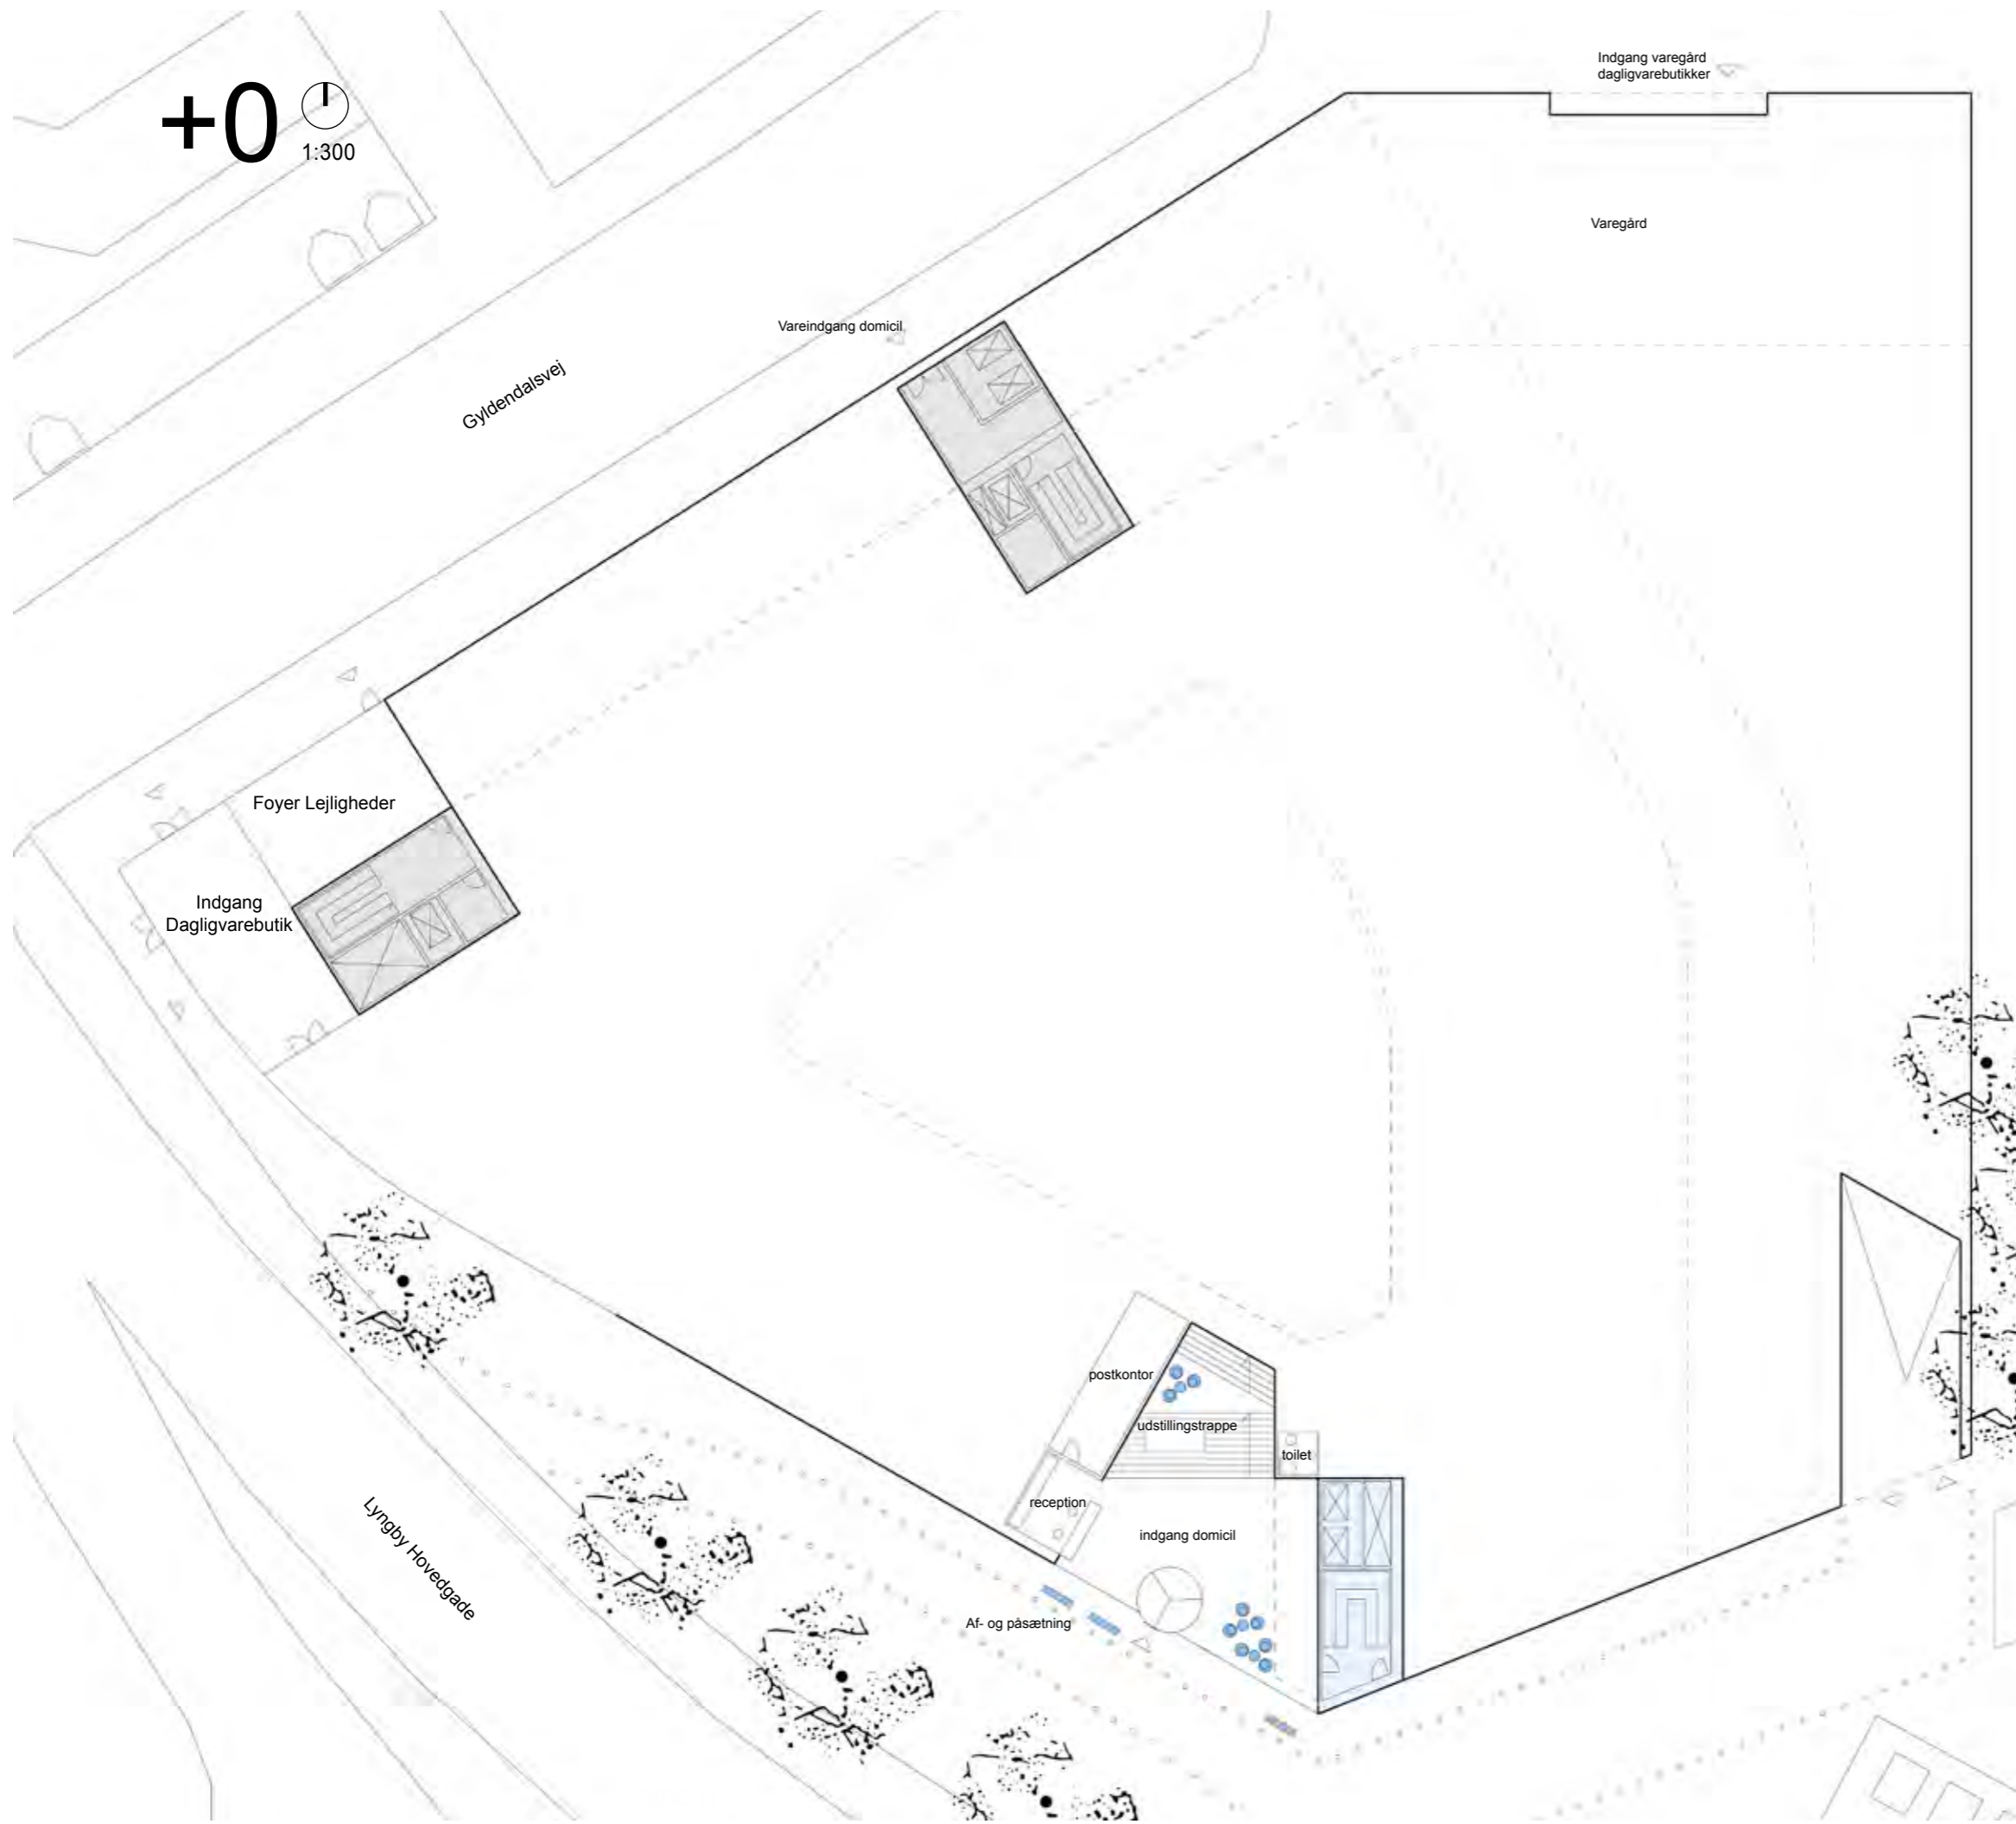 +0
1:300
Indgang varegård
dagligvarebutikker
Varegård
Vareindgang domicil
Gyldendalsvej
Foyer Lejligheder
Indgang
Dagligvarebutik
postkontor
udstillingstrappe
toilet
reception
indgang domicil
Lyngby Hovedgade
Af- og påsætning